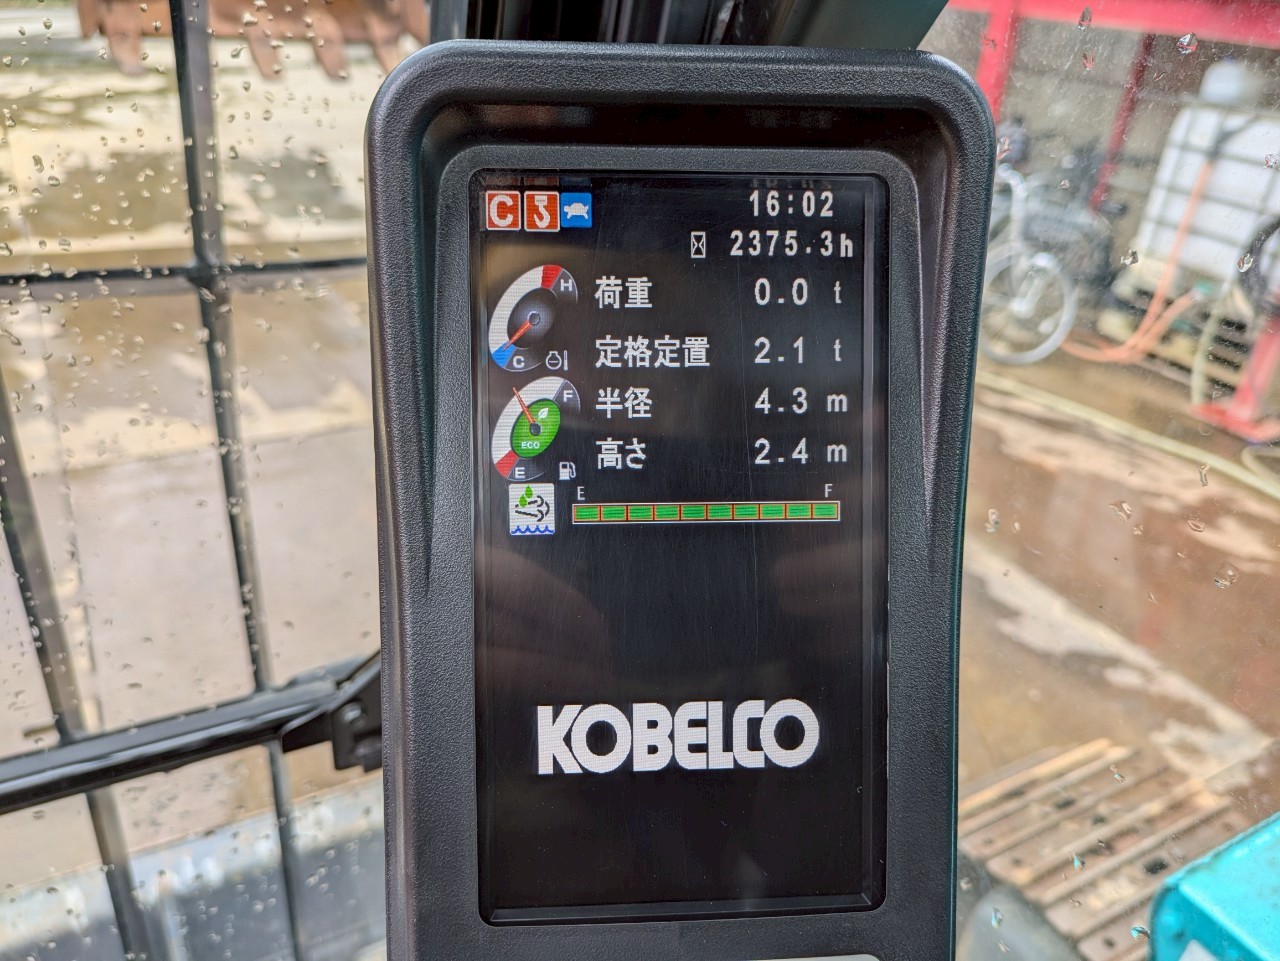 C
16:02
2375.3h
H
C
荷重 0.0 t
定格定置 2.1 t
半径 4.3 m
高さ 2.4 m
F
ECO
E
E F
KOBELCO